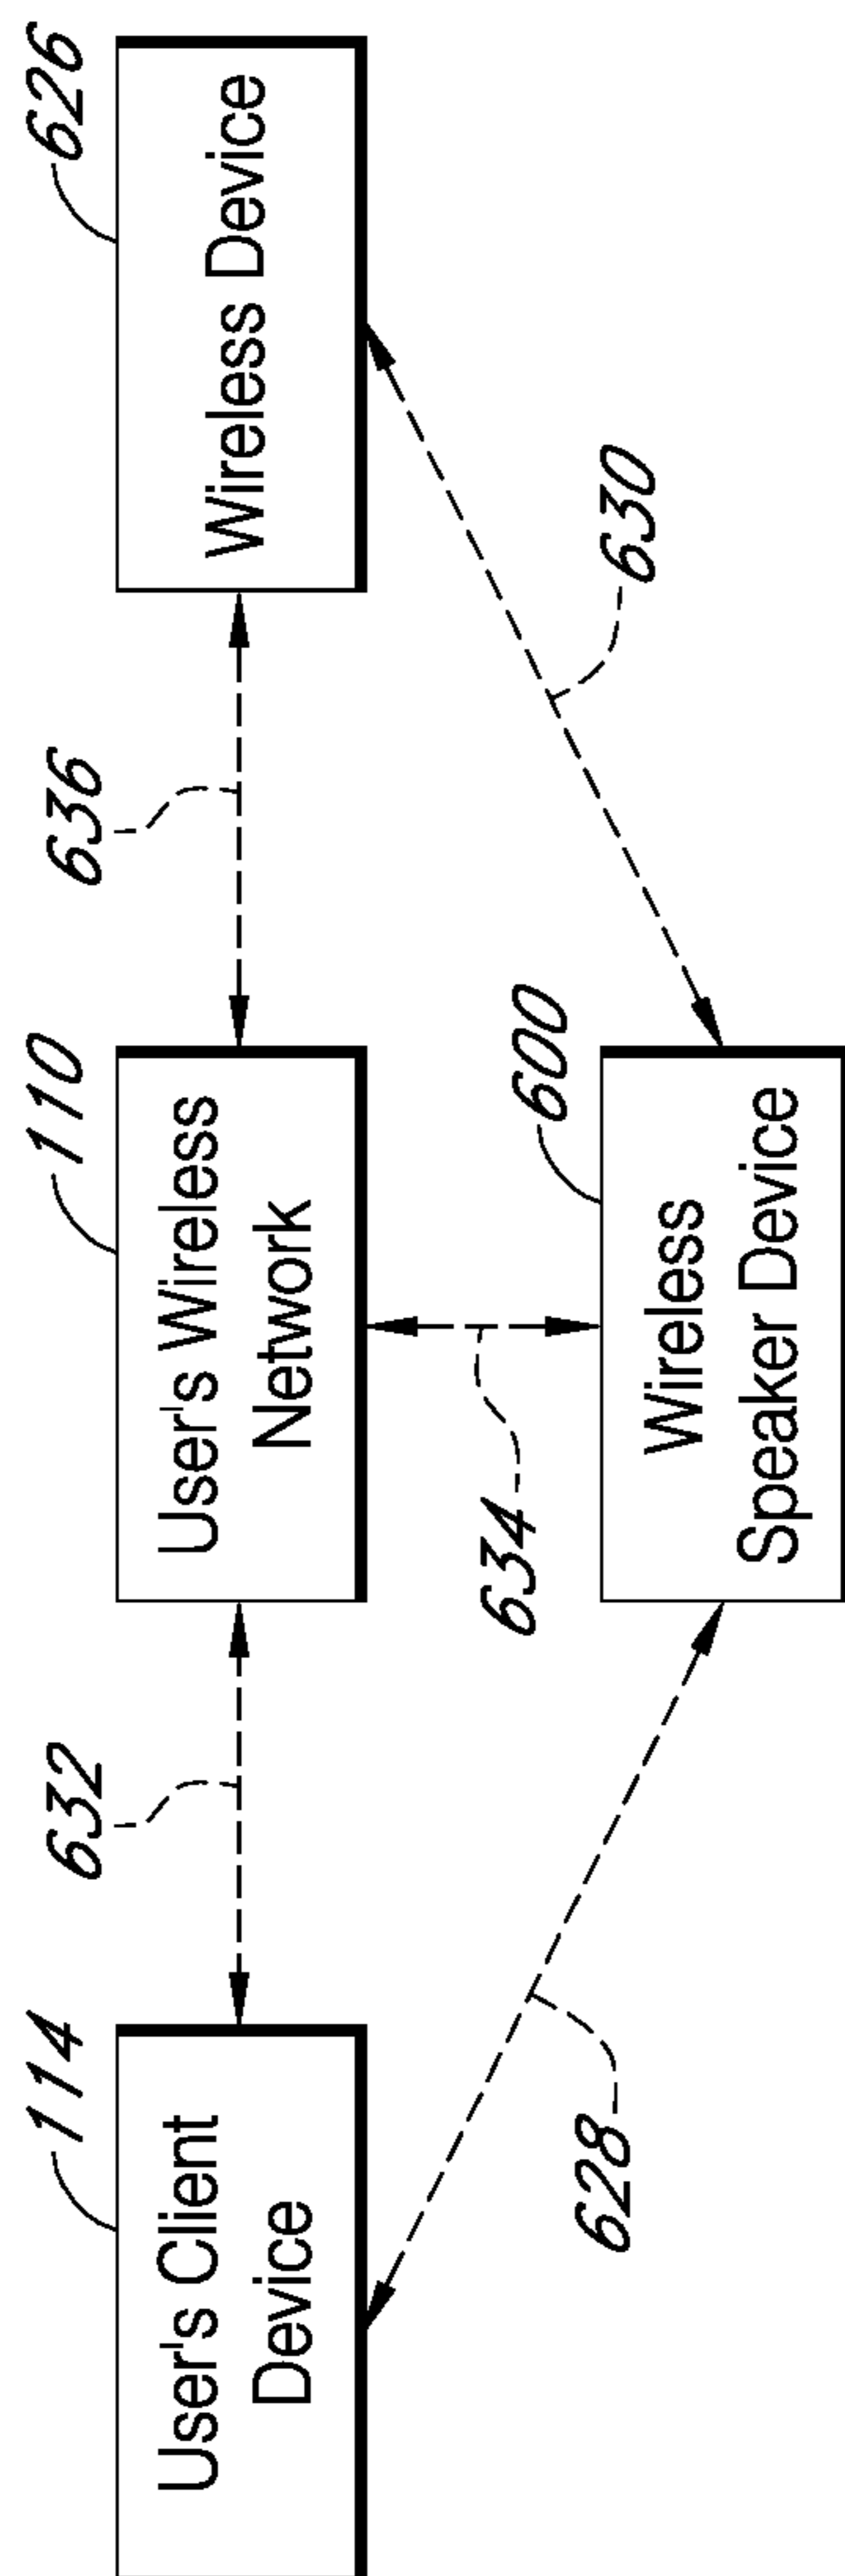 114
632
110
636
626
User's Client
Device
User's Wireless
Network
Wireless Device
628
634
600
630
Wireless
Speaker Device